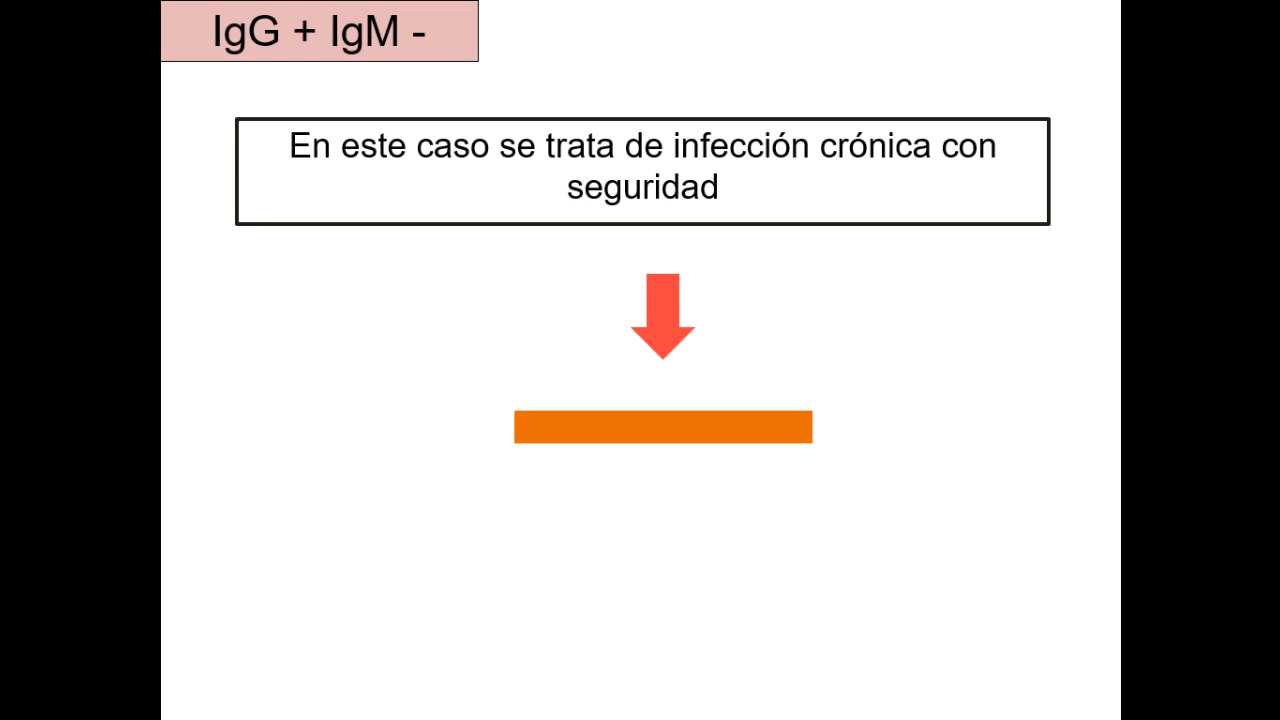 IgG + IgM -
En este caso se trata de infección crónica con
seguridad